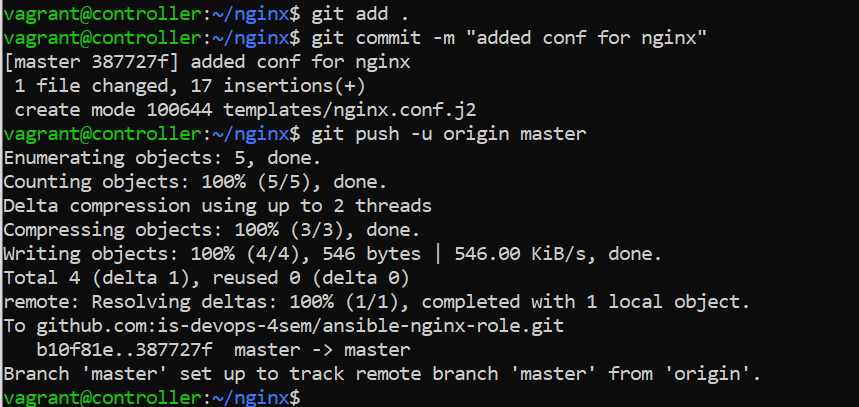 vagrant@controller:~/nginx$ git add .
vagrant@controller:~/nginx$ git commit -m "added conf for nginx"
[master 387727f] added conf for nginx
 1 file changed, 17 insertions(+)
 create mode 100644 templates/nginx.conf.j2
vagrant@controller:~/nginx$ git push -u origin master
Enumerating objects: 5, done.
Counting objects: 100% (5/5), done.
Delta compression using up to 2 threads
Compressing objects: 100% (3/3), done.
Writing objects: 100% (4/4), 546 bytes | 546.00 KiB/s, done.
Total 4 (delta 1), reused 0 (delta 0)
remote: Resolving deltas: 100% (1/1), completed with 1 local object.
To github.com:is-devops-4sem/ansible-nginx-role.git
   b10f81e..387727f  master -> master
Branch 'master' set up to track remote branch 'master' from 'origin'.
vagrant@controller:~/nginx$